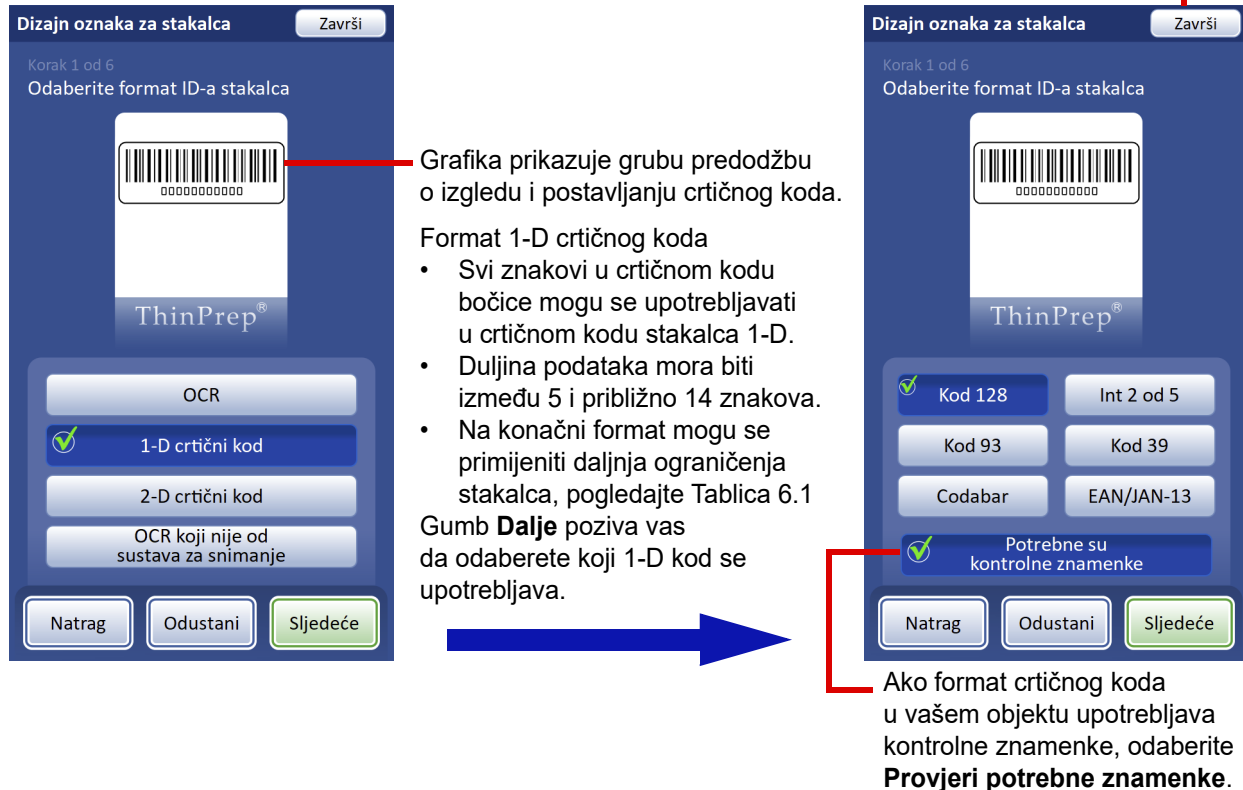 Dizajn oznaka za stakalca
Završi
Korak 1 od 6
Odaberite format ID-a stakalca
00000000000
ThinPrep®
OCR
1-D crtični kod
2-D crtični kod
OCR koji nije od
sustava za snimanje
Natrag
Odustani
Sljedeće
Grafika prikazuje grubu predodžbu
o izgledu i postavljanju crtičnog koda.
Format 1-D crtičnog koda
• Svi znakovi u crtičnom kodu
bočice mogu se upotrebljavati
u crtičnom kodu stakalca 1-D.
• Duljina podataka mora biti
između 5 i približno 14 znakova.
• Na konačni format mogu se
primijeniti daljnja ograničenja
stakalca, pogledajte Tablica 6.1
Gumb Dalje poziva vas
da odaberete koji 1-D kod se
upotrebljava.
Dizajn oznaka za stakalca
Završi
Korak 1 od 6
Odaberite format ID-a stakalca
00000000000
ThinPrep®
Kod 128
Int 2 od 5
Kod 93
Kod 39
Codabar
EAN/JAN-13
Potrebne su
kontrolne znamenke
Natrag
Odustani
Sljedeće
Ako format crtičnog koda
u vašem objektu upotrebljava
kontrolne znamenke, odaberite
Provjeri potrebne znamenke.